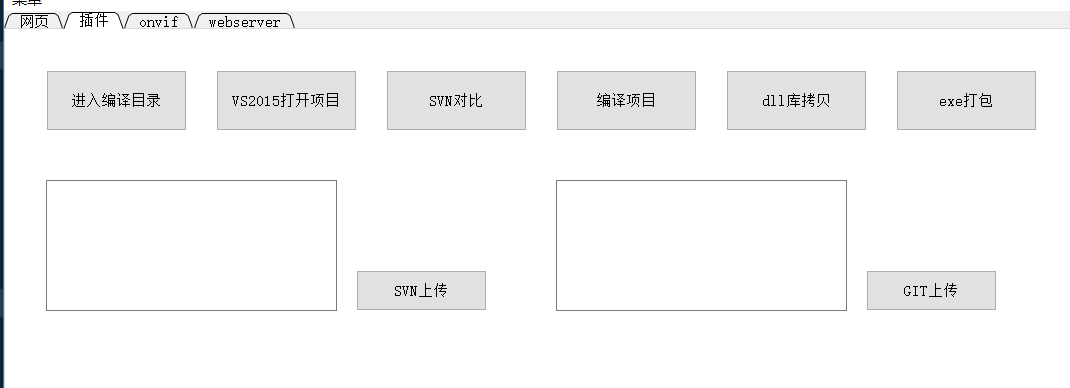 菜单
网页 插件 onvif webserver
进入编译目录 VS2015打开项目 SVN对比 编译项目 dll库拷贝 exe打包
SVN上传 GIT上传